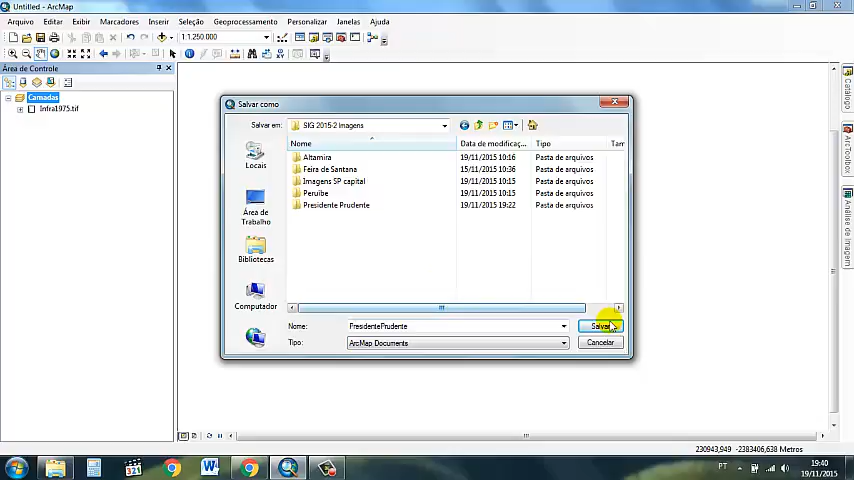 Untitled - ArcMap
Arquivo Editar Exibir Marcadores Inserir Seleção Geoprocessamento Personalizar Janelas Ajuda
1:1.250.000
Área de Controle
Camadas
Infra1975.tif
Salvar como
Salvar em: SIG 2015-2 Imagens
Nome Data de modificaç... Tipo Tam
Altamira 19/11/2015 10:16 Pasta de arquivos
Feira de Santana 15/11/2015 10:36 Pasta de arquivos
Imagens SP capital 19/11/2015 10:15 Pasta de arquivos
Peruíbe 19/11/2015 10:15 Pasta de arquivos
Presidente Prudente 19/11/2015 19:22 Pasta de arquivos
Locais
Área de
Trabalho
Bibliotecas
Computador
Nome: PresidentePrudente Salvar
Tipo: ArcMap Documents Cancelar
Catálogo
ArcToolbox
Análise de Imagem
230943,949 -2383406,638 Metros
321
PT
19:40
19/11/2015